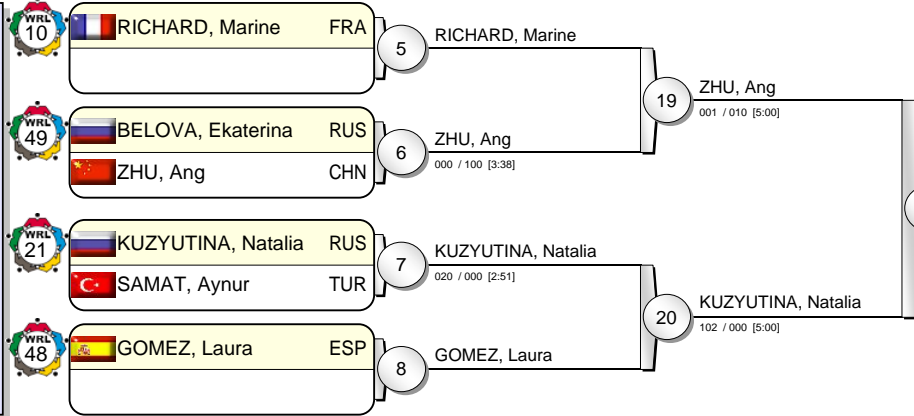 WRL
10
RICHARD, Marine FRA
5
RICHARD, Marine
19
ZHU, Ang
001 / 010 [5:00]
WRL
49
BELOVA, Ekaterina RUS
ZHU, Ang CHN
6
ZHU, Ang
000 / 100 [3:38]
WRL
21
KUZYUTINA, Natalia RUS
SAMAT, Aynur TUR
7
KUZYUTINA, Natalia
020 / 000 [2:51]
20
KUZYUTINA, Natalia
102 / 000 [5:00]
WRL
48
GOMEZ, Laura ESP
8
GOMEZ, Laura